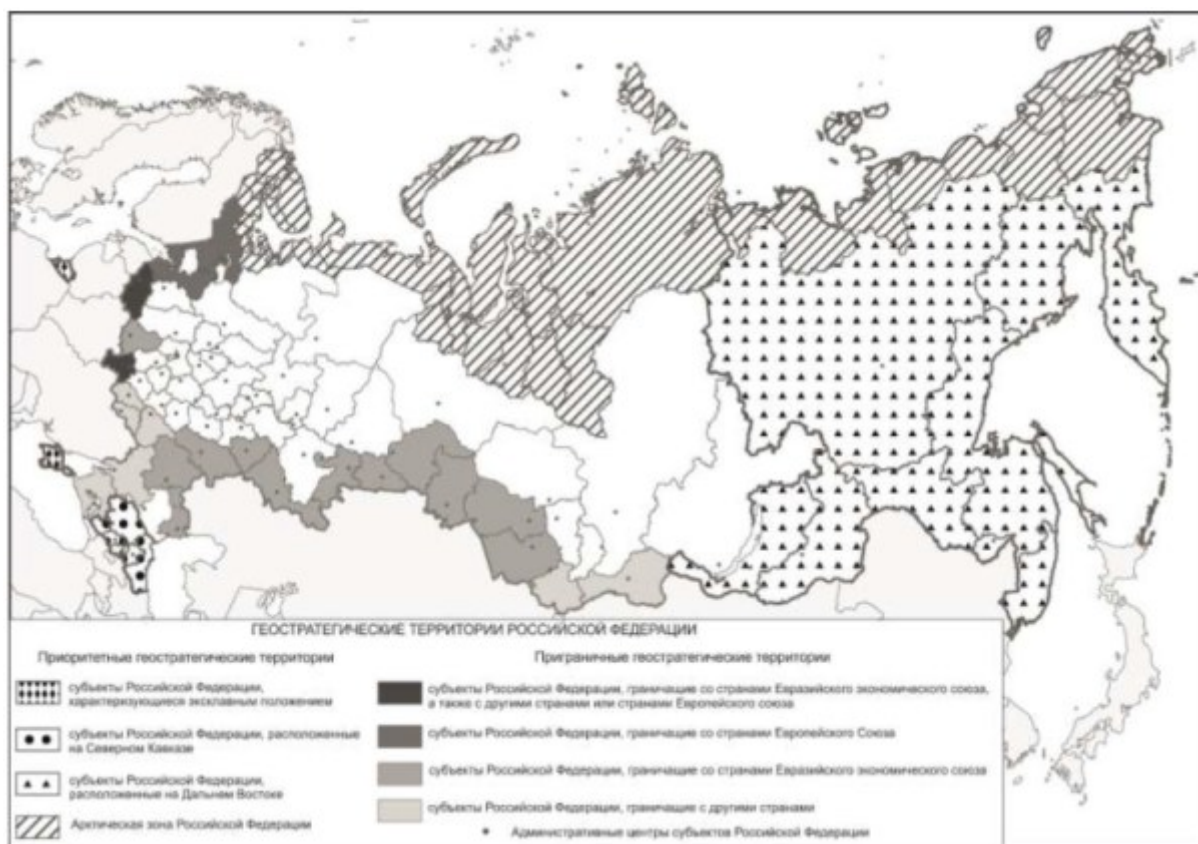 ГЕОСТРАТЕГИЧЕСКИЕ ТЕРРИТОРИИ РОССИЙСКОЙ ФЕДЕРАЦИИ
Приоритетные геостратегические территории
субъекты Российской Федерации,
характеризующиеся эксклавным положением
субъекты Российской Федерации, расположенные
на Северном Кавказе
субъекты Российской Федерации,
расположенные на Дальнем Востоке
Арктическая зона Российской Федерации
Приграничные геостратегические территории
субъекты Российской Федерации, граничащие со странами Евразийского экономического союза,
а также с другими странами или странами Европейского союза
субъекты Российской Федерации, граничащие со странами Европейского Союза
субъекты Российской Федерации, граничащие со странами Евразийского экономического союза
субъекты Российской Федерации, граничащие с другими странами
Административные центры субъектов Российской Федерации